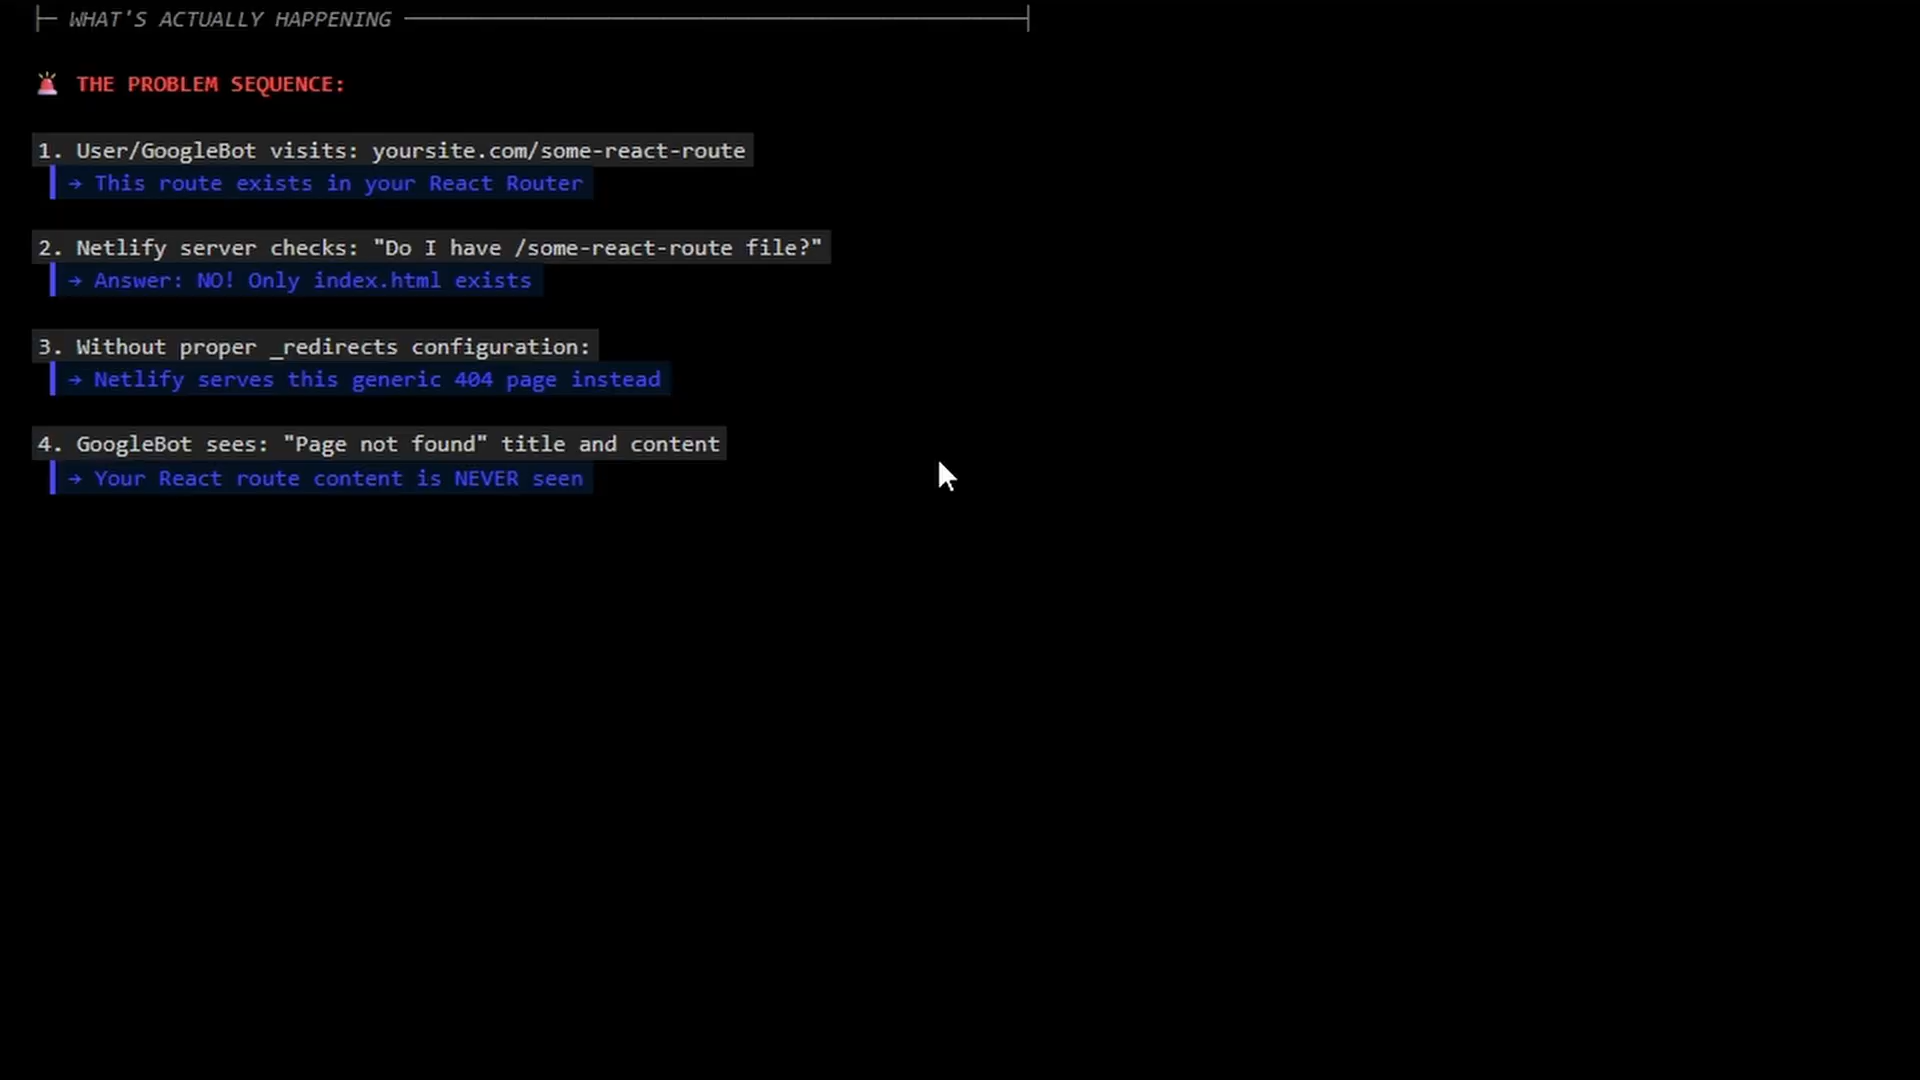 WHAT'S ACTUALLY HAPPENING
🚨 THE PROBLEM SEQUENCE:
1. User/GoogleBot visits: yoursite.com/some-react-route
→ This route exists in your React Router
2. Netlify server checks: "Do I have /some-react-route file?"
→ Answer: NO! Only index.html exists
3. Without proper _redirects configuration:
→ Netlify serves this generic 404 page instead
4. GoogleBot sees: "Page not found" title and content
→ Your React route content is NEVER seen